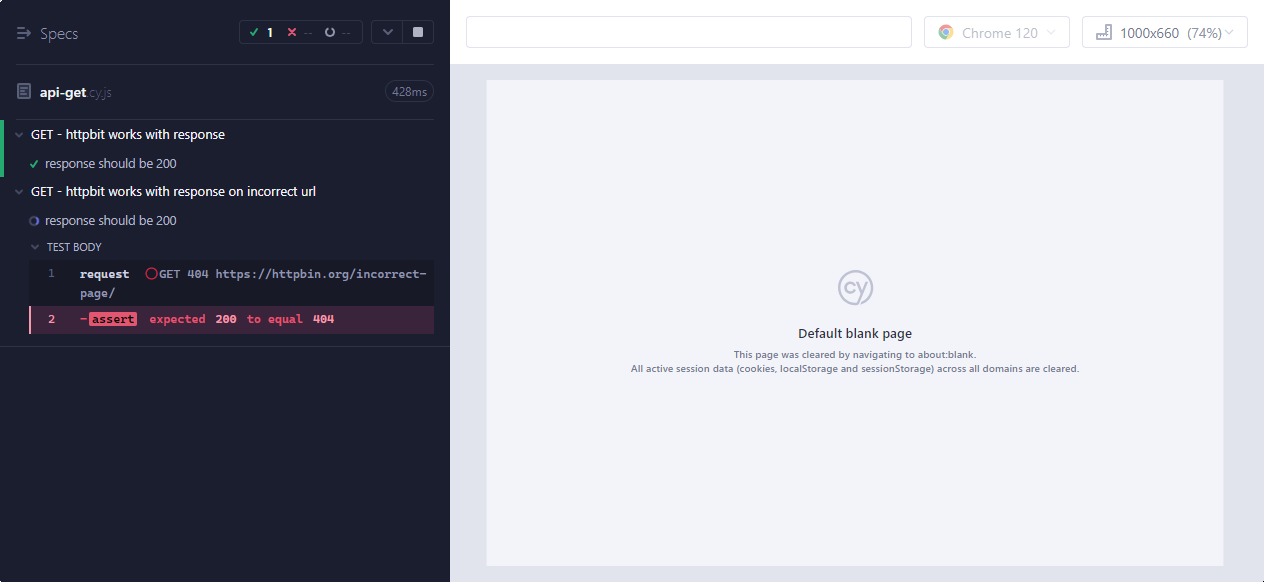 Specs
1
--
--
Chrome 120
1000x660 (74%)
api-get.cy.js
428ms
GET - httpbit works with response
response should be 200
GET - httpbit works with response on incorrect url
response should be 200
TEST BODY
1 request GET 404 https://httpbin.org/incorrect-
page/
2 -assert expected 200 to equal 404
cy
Default blank page
This page was cleared by navigating to about:blank.
All active session data (cookies, localStorage and sessionStorage) across all domains are cleared.